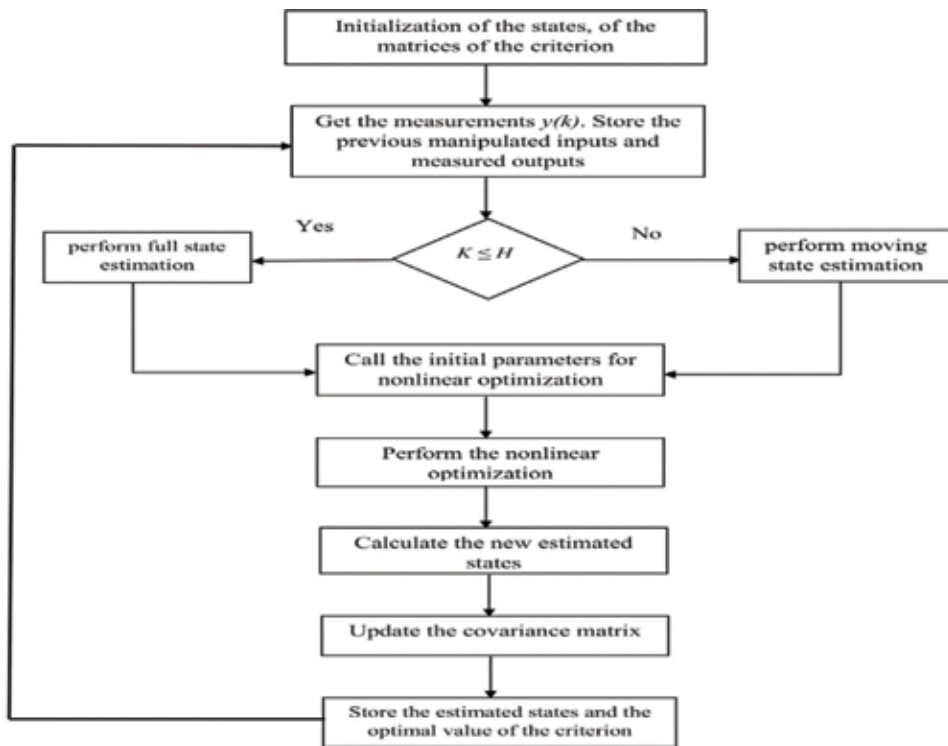 Initialization of the states, of the
matrices of the criterion
Get the measurements y(k). Store the
previous manipulated inputs and
measured outputs
Yes
No
K ≤ H
perform full state
estimation
perform moving
state estimation
Call the initial parameters for
nonlinear optimization
Perform the nonlinear
optimization
Calculate the new estimated
states
Update the covariance matrix
Store the estimated states and the
optimal value of the criterion